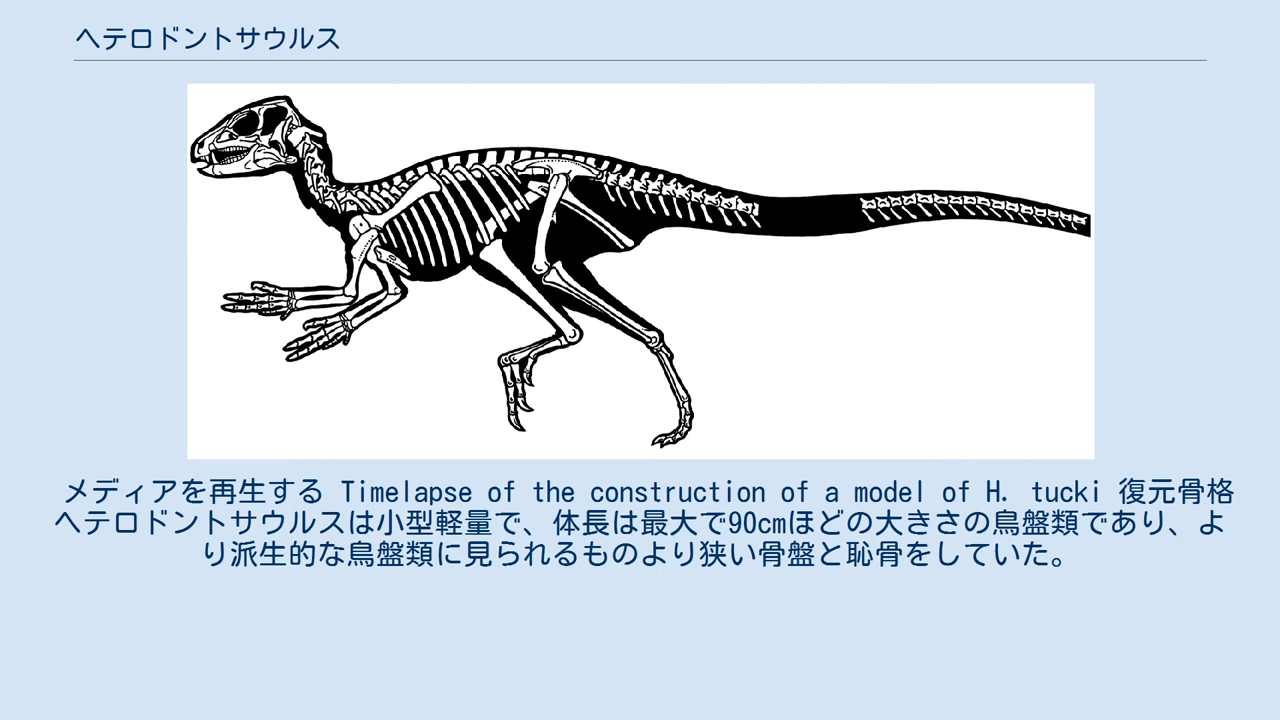 ヘテロドントサウルス
メディアを再生する Timelapse of the construction of a model of H. tucki 復元骨格
ヘテロドントサウルスは小型軽量で、体長は最大で90cmほどの大きさの鳥盤類であり、よ
り派生的な鳥盤類に見られるものより狭い骨盤と恥骨をしていた。